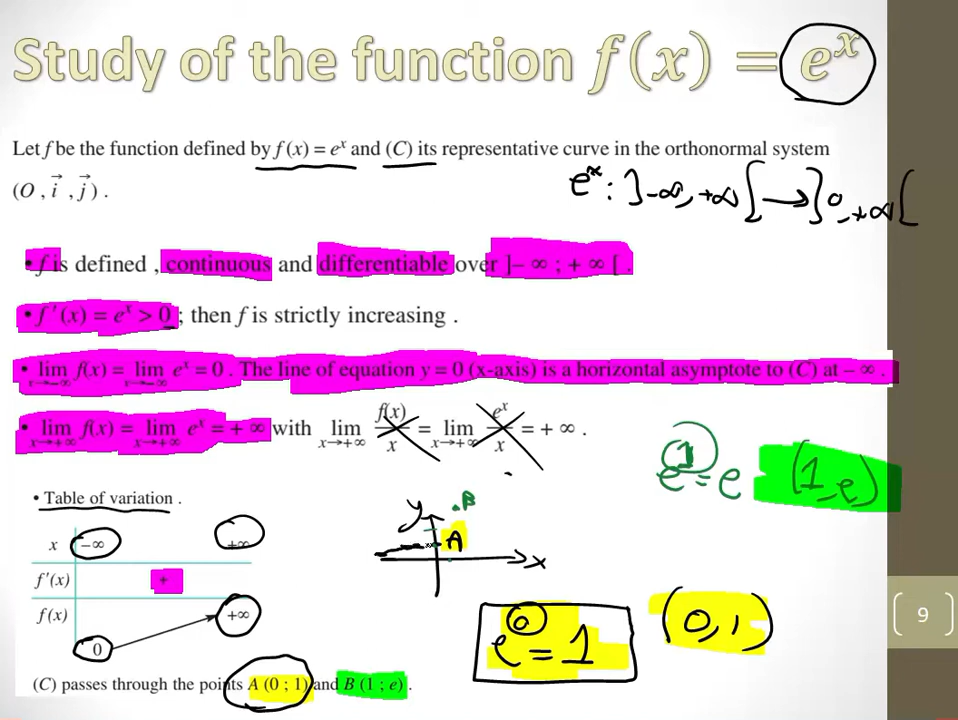 Study of the function f(x) = e^x
Let f be the function defined by f(x) = e^x and (C) its representative curve in the orthonormal system
(O , i⃗ , j⃗) .
e^x : ]-∞, +∞[ → ]0, +∞[
• f is defined , continuous and differentiable over ]– ∞ ; + ∞ [ .
• f '(x) = e^x > 0 ; then f is strictly increasing .
• lim x→–∞ f(x) = lim x→–∞ e^x = 0 . The line of equation y = 0 (x-axis) is a horizontal asymptote to (C) at – ∞ .
• lim x→+∞ f(x) = lim x→+∞ e^x = + ∞ with lim x→+∞ f(x)/x = lim x→+∞ e^x/x = + ∞ .
e^1 = e (1, e)
• Table of variation .
y B
A
x
x –∞ +∞
f'(x) +
f(x) 0 +∞
e^0 = 1 (0, 1)
9
(C) passes through the points A (0 ; 1) and B (1 ; e) .